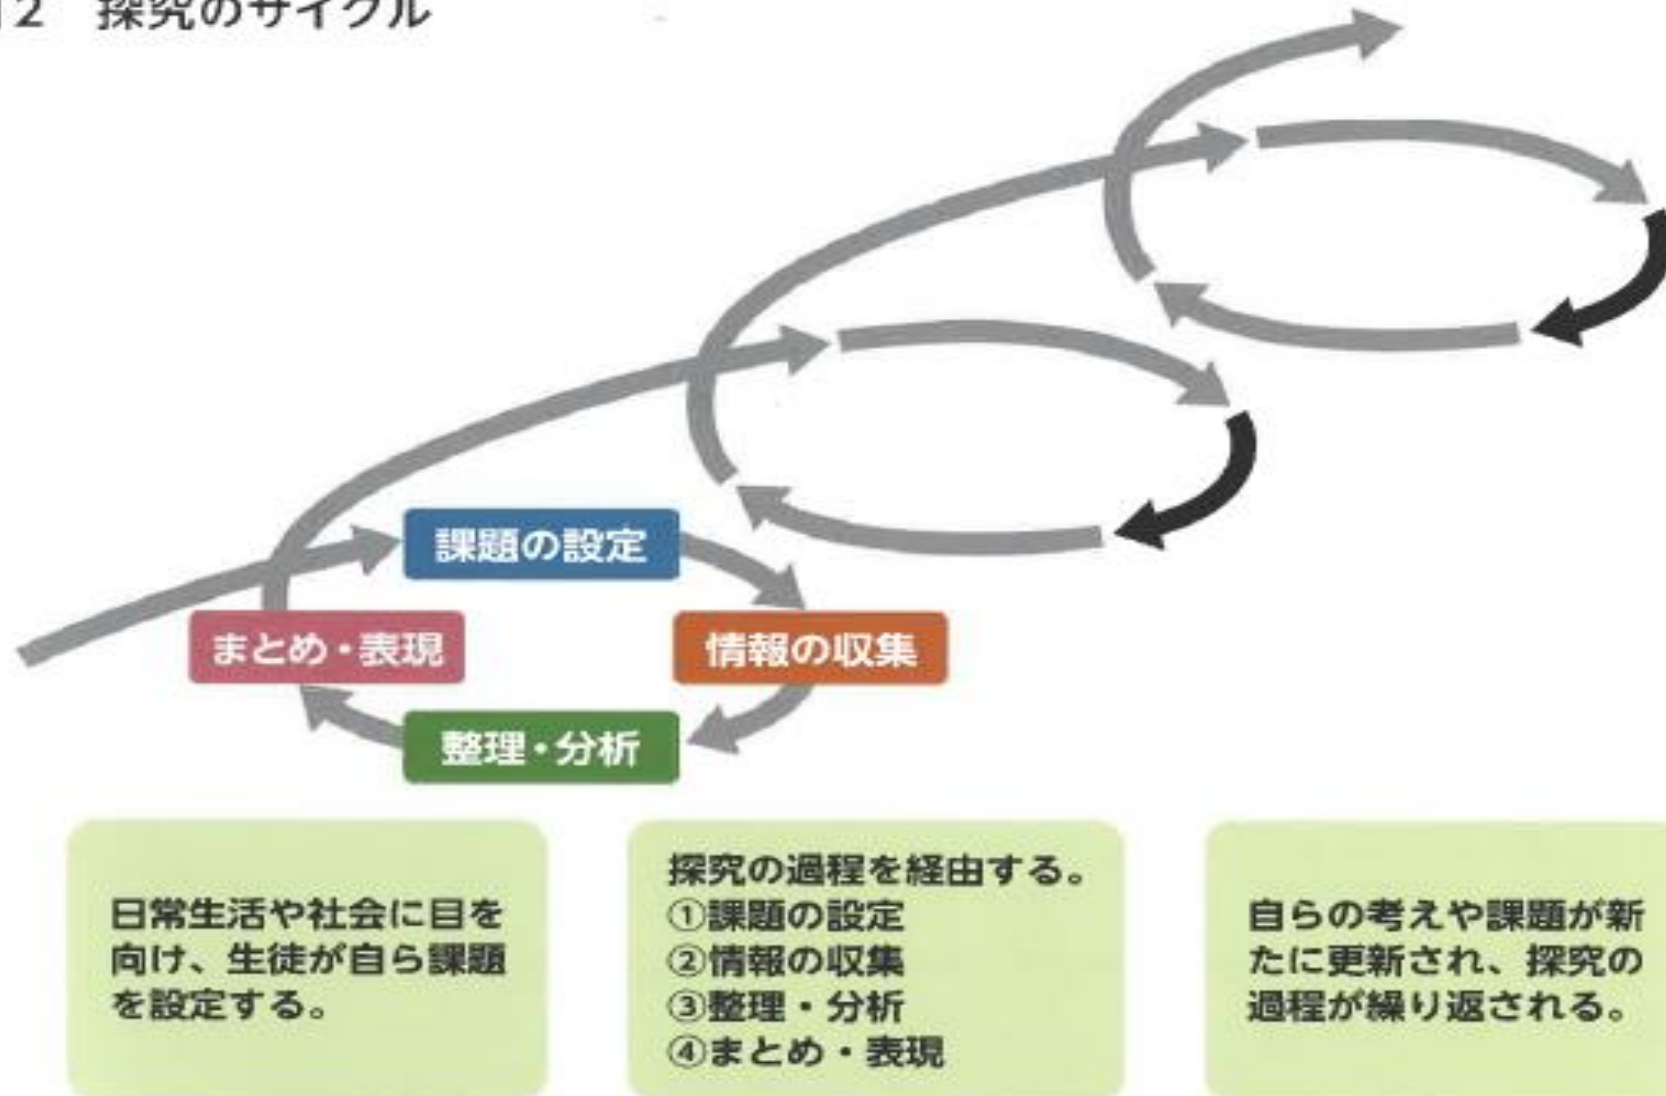 2 探究のサイクル
課題の設定
まとめ・表現
情報の収集
整理・分析
日常生活や社会に目を
向け、生徒が自ら課題
を設定する。
探究の過程を経由する。
①課題の設定
②情報の収集
③整理・分析
④まとめ・表現
自らの考えや課題が新
たに更新され、探究の
過程が繰り返される。